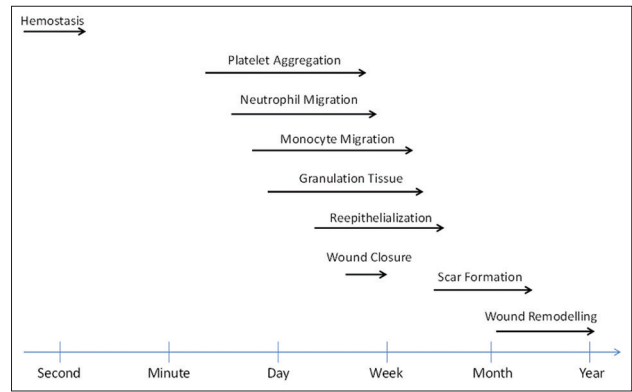 Hemostasis
Platelet Aggregation
Neutrophil Migration
Monocyte Migration
Granulation Tissue
Reepithelialization
Wound Closure
Scar Formation
Wound Remodelling
Second Minute Day Week Month Year